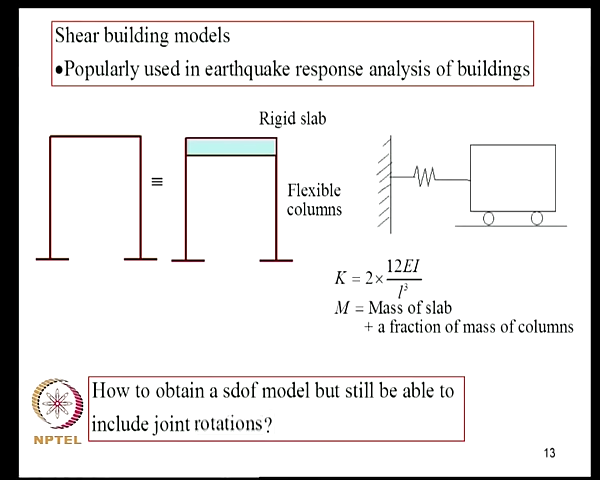 Shear building models
•Popularly used in earthquake response analysis of buildings
Rigid slab
≡
Flexible
columns
K = 2×12EI/l³
M = Mass of slab
+ a fraction of mass of columns
How to obtain a sdof model but still be able to
include joint rotations?
NPTEL
13